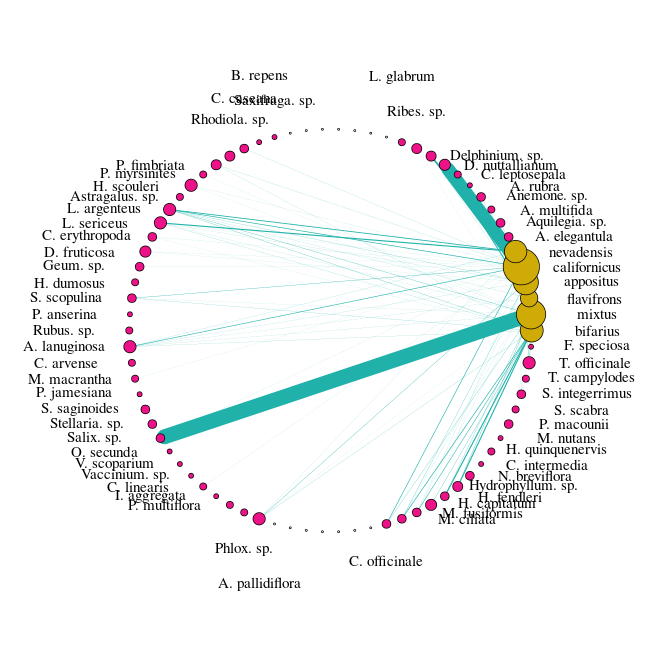 B. repens
L. glabrum
C. caseana
Saxifraga. sp.
Ribes. sp.
Rhodiola. sp.
P. fimbriata
P. myrsinites
H. scouleri
Astragalus. sp.
L. argenteus
L. sericeus
C. erythropoda
D. fruticosa
Geum. sp.
H. dumosus
S. scopulina
P. anserina
Rubus. sp.
A. lanuginosa
C. arvense
M. macrantha
P. jamesiana
S. saginoides
Stellaria. sp.
Salix. sp.
O. secunda
V. scoparium
Vaccinium. sp.
C. linearis
I. aggregata
P. multiflora
Phlox. sp.
A. pallidiflora
C. officinale
Delphinium. sp.
D. nuttallianum
C. leptosepala
A. rubra
Anemone. sp.
A. multifida
Aquilegia. sp.
A. elegantula
nevadensis
californicus
appositus
flavifrons
mixtus
bifarius
F. speciosa
T. officinale
T. campylodes
S. integerrimus
S. scabra
P. macounii
M. nutans
H. quinquenervis
C. intermedia
N. breviflora
Hydrophyllum. sp.
H. fendleri
H. capitatum
M. fusiformis
M. ciliata